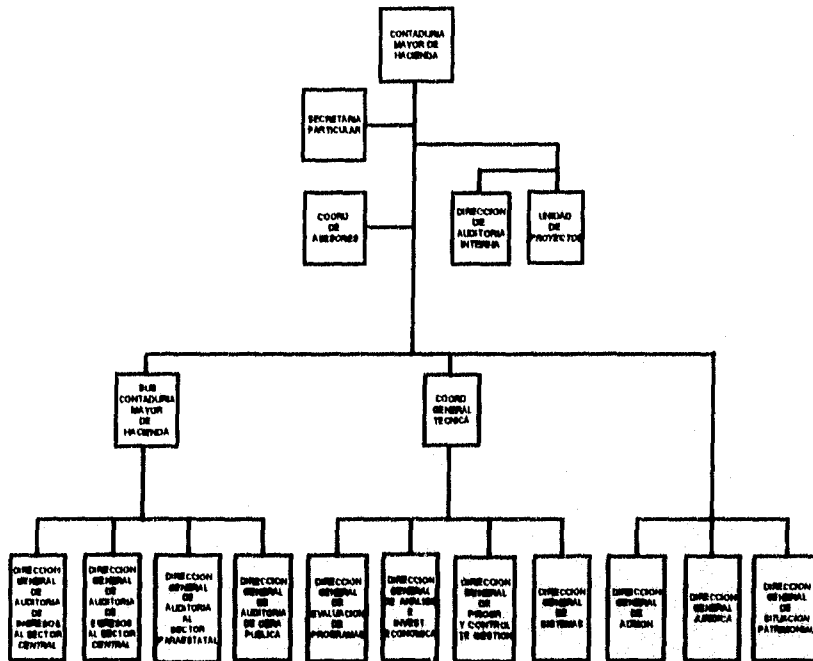 CONTADURIA
MAYOR DE
HACIENDA
SECRETARIA
PARTICULAR
COORD
DE
ASESORES
DIRECCION
DE
AUDITORIA
INTERNA
UNIDAD
DE
PROYECTOS
SUB
CONTADURIA
MAYOR
DE
HACIENDA
COORD
GENERAL
TECNICA
DIRECCION
GENERAL
DE
AUDITORIA
DE
INGRESOS
AL SECTOR
CENTRAL
DIRECCION
GENERAL
DE
AUDITORIA
DE
EGRESOS
AL SECTOR
CENTRAL
DIRECCION
GENERAL
DE
AUDITORIA
AL
SECTOR
PARAESTATAL
DIRECCION
GENERAL
DE
AUDITORIA
DE OBRA
PUBLICA
DIRECCION
GENERAL
DE
EVALUACION
DE
PROGRAMAS
DIRECCION
GENERAL
DE ANALISIS
E
INVEST
ECONOMICA
DIRECCION
GENERAL
DE
PROGR
Y CONTROL
DE GESTION
DIRECCION
GENERAL
DE
SISTEMAS
DIRECCION
GENERAL
DE
ADMON
DIRECCION
GENERAL
JURIDICA
DIRECCION
GENERAL
DE
SITUACION
PATRIMONIAL